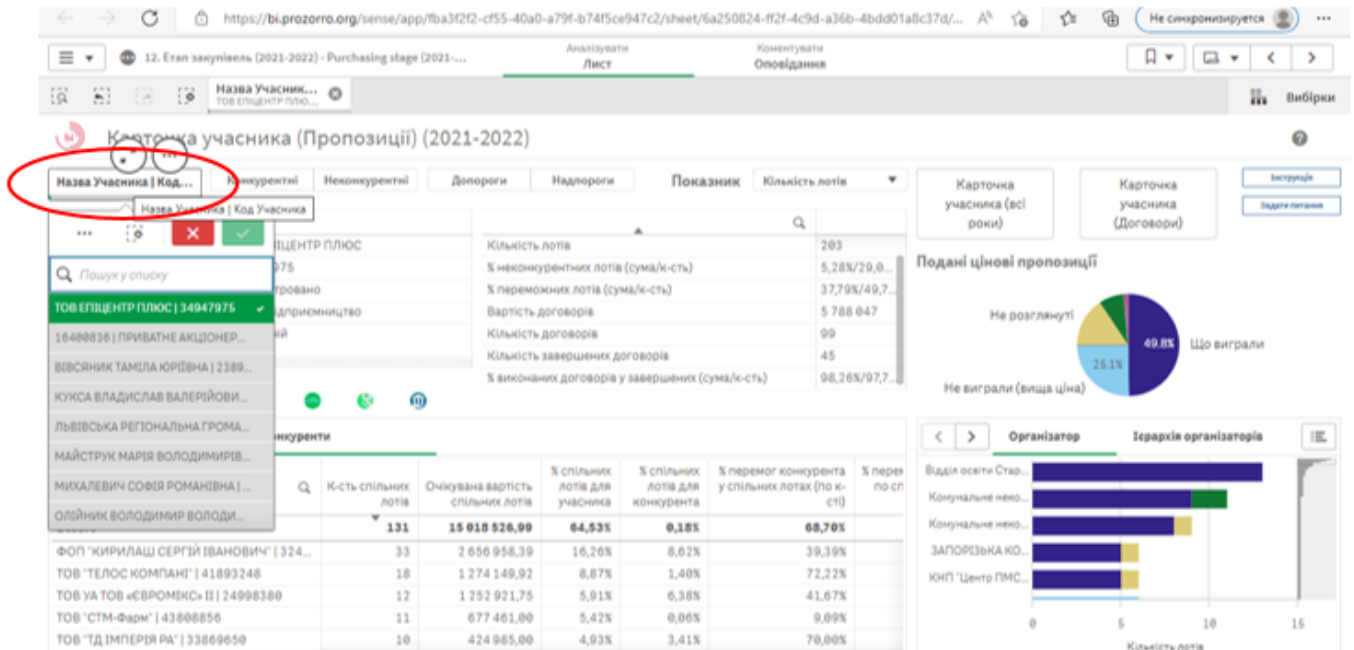 https://bi.prozorro.org/sense/app/fba3f2f2-cf55-40a0-a79f-b74f5ce947c2/sheet/6a250824-ff2f-4c9d-a36b-4bdd01a8c37d/...
Не синхронизируется
12. Етап закупівель (2021-2022) - Purchasing stage (2021-...
Аналізувати
Лист
Коментувати
Оповідання
Назва Учасник...
ТОВ ЕПІЦЕНТР ПЛЮ...
Вибірки
Карточка учасника (Пропозиції) (2021-2022)
Назва Учасника | Код...
Конкурентні
Неконкурентні
Допороги
Надпороги
Показник
Кількість лотів
Карточка учасника (всі роки)
Карточка учасника (Договори)
Інструкція
Задати питання
Назва Учасника | Код Учасника
Пошук у списку
ТОВ ЕПІЦЕНТР ПЛЮС | 34947975
16400836 | ПРИВАТНЕ АКЦІОНЕР...
ВІВСЯНИК ТАМІЛА ЮРІЇВНА | 2389...
КУКСА ВЛАДИСЛАВ ВАЛЕРІЙОВИ...
ЛЬВІВСЬКА РЕГІОНАЛЬНА ГРОМА...
МАЙСТРУК МАРІЯ ВОЛОДИМИРІВ...
МИХАЛЕВИЧ СОФІЯ РОМАНІВНА | ...
ОЛІЙНИК ВОЛОДИМИР ВОЛОДИ...
ІЦЕНТР ПЛЮС
975
тровано
ідприємництво
ий
Кількість лотів 203
% неконкурентних лотів (сума/к-сть) 5,28%/29,0...
% переможних лотів (сума/к-сть) 37,79%/49,7...
Вартість договорів 5 788 047
Кількість договорів 99
Кількість завершених договорів 45
% виконаних договорів у завершених (сума/к-сть) 98,26%/97,7...
Подані цінові пропозиції
Не розглянуті
49.8%
Що виграли
25.1%
Не виграли (вища ціна)
нкуренти
К-сть спільних лотів
Очікувана вартість спільних лотів
% спільних лотів для учасника
% спільних лотів для конкурента
% перемог конкурента у спільних лотах (по к-сті)
% перем
по сп
131 15 018 526,99 64,53% 0,18% 68,70%
ФОП "КИРИЛАШ СЕРГІЙ ІВАНОВИЧ" | 324... 33 2 656 958,39 16,26% 8,62% 39,39%
ТОВ "ТЕЛОС КОМПАНІ" | 41893248 18 1 274 149,92 8,87% 1,40% 72,22%
ТОВ УА ТОВ «ЄВРОМІКС» ІІ | 24998380 12 1 252 921,75 5,91% 6,38% 41,67%
ТОВ "СТМ-Фарм" | 43808856 11 677 461,00 5,42% 0,06% 9,09%
ТОВ "ТД ІМПЕРІЯ РА" | 33869650 10 424 985,00 4,93% 3,41% 70,00%
Організатор
Ієрархія організаторів
Відділ освіти Стар...
Комунальне неко...
Комунальне неко...
ЗАПОРІЗЬКА КО...
КНП "Центр ПМС...
0 5 10 15
Кількість лотів